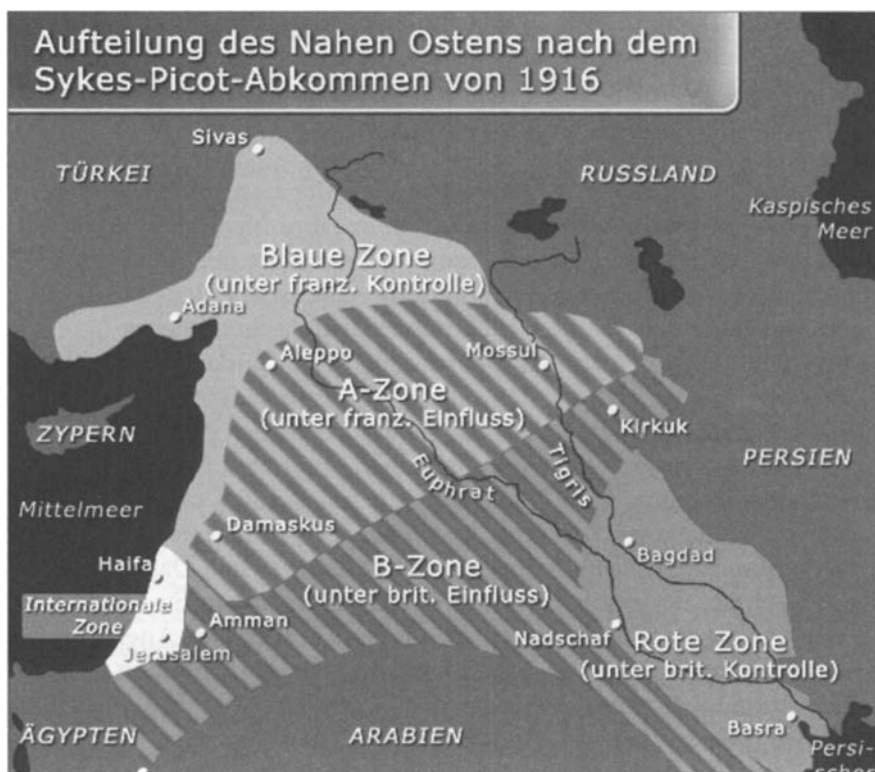 Aufteilung des Nahen Ostens nach dem
Sykes-Picot-Abkommen von 1916
Sivas
TÜRKEI
RUSSLAND
Kaspisches
Meer
Blaue Zone
(unter franz. Kontrolle)
Adana
Aleppo
Mossul
A-Zone
(unter franz. Einfluss)
Kirkuk
ZYPERN
PERSIEN
Euphrat
Tigris
Mittelmeer
Damaskus
Bagdad
Haifa
B-Zone
(unter brit. Einfluss)
Internationale
Zone
Amman
Nadschaf
Rote Zone
(unter brit. Kontrolle)
Jerusalem
Basra
ÄGYPTEN
ARABIEN
Persi-
scher